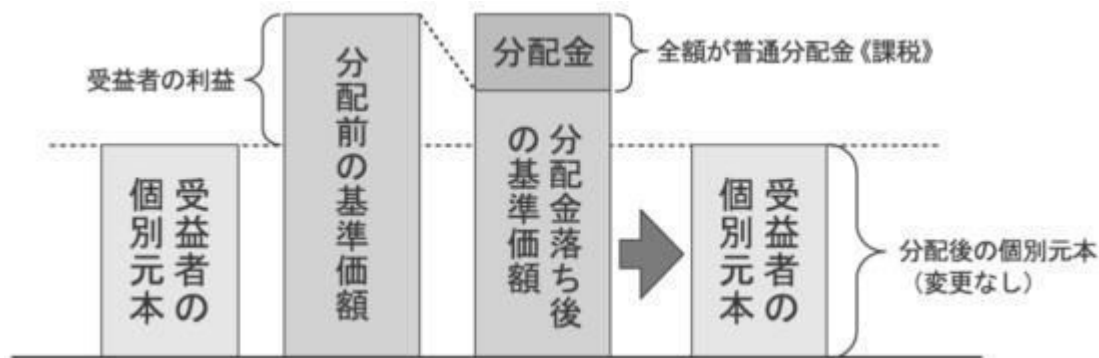 受益者の利益
受益者の
個別元本
分配前の基準価額
分配金
全額が普通分配金《課税》
分配金落ち後
の基準価額
受益者の
個別元本
分配後の個別元本
（変更なし）